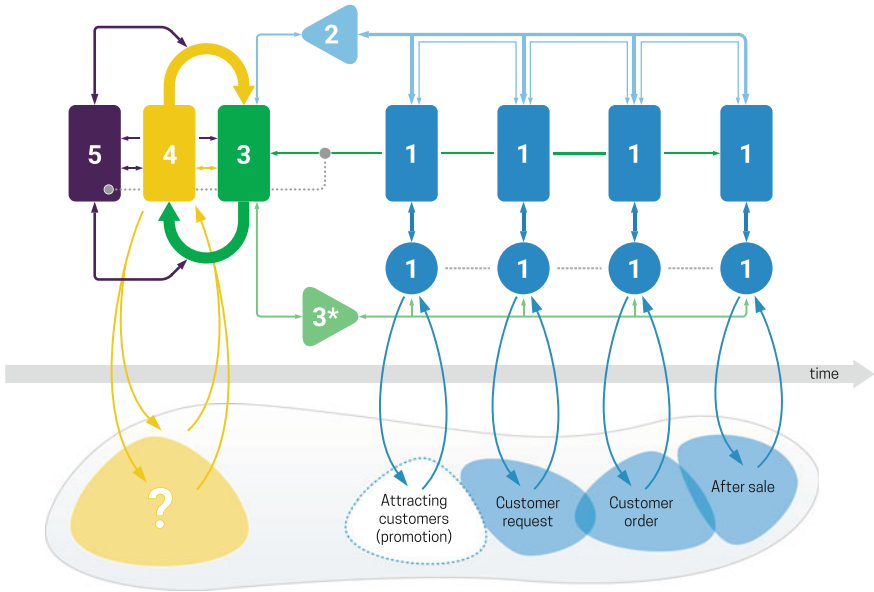 2
5
4
3
1
1
1
1
1
1
1
1
3*
time
?
Attracting
customers
(promotion)
Customer
request
Customer
order
After sale